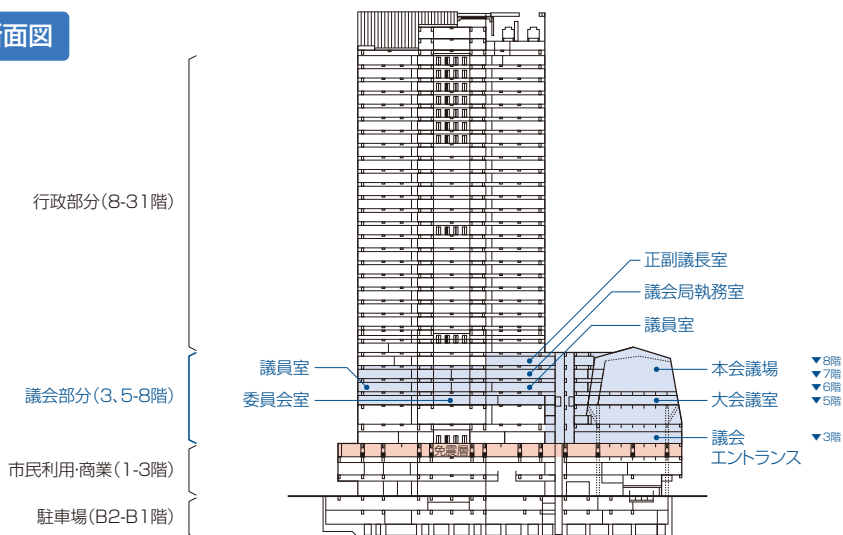 面図
行政部分(8-31階)
正副議長室
議会局執務室
議員室
議員室
委員会室
議会部分(3、5-8階)
本会議場
大会議室
議会
エントランス
▼8階
▼7階
▼6階
▼5階
▼3階
免震層
市民利用・商業(1-3階)
駐車場(B2-B1階)